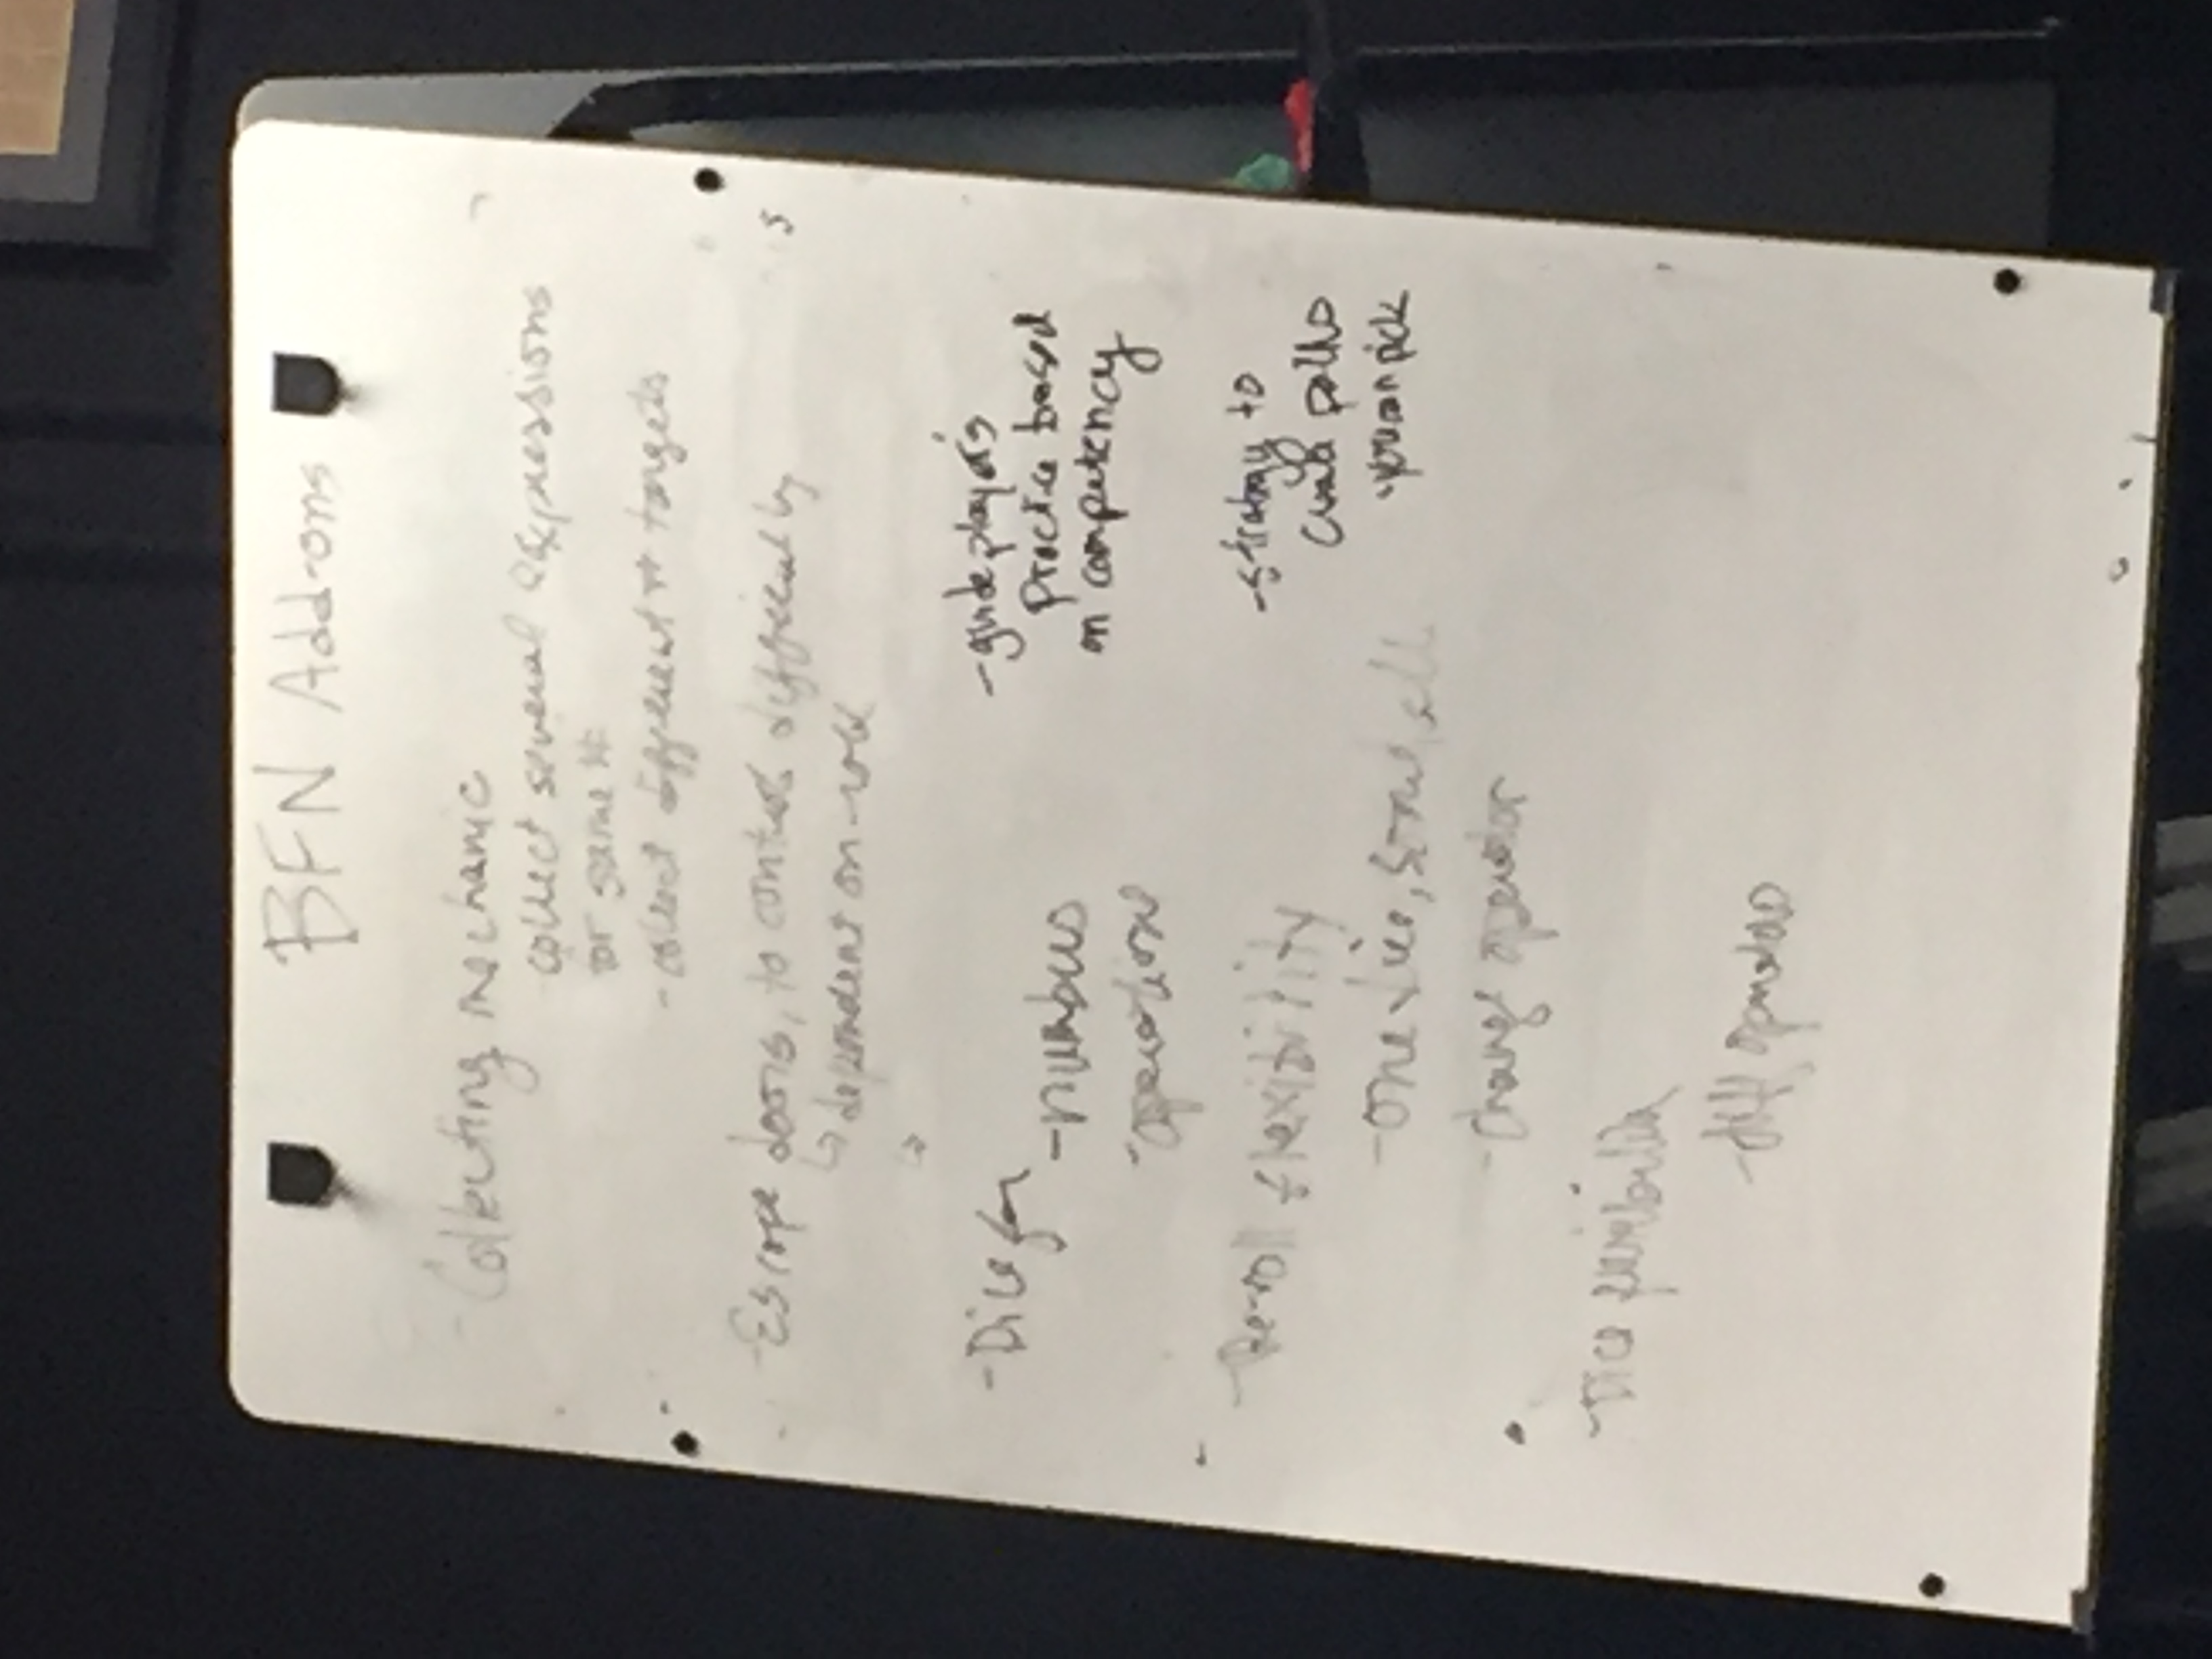 BFN Add-ons
- Collecting mechanic
collect several expressions
for same #
- collect different # targets
- Escape doors, to control difficulty
↳ dependent on roll
↳
- Dice for
- numbers
- operations
- Re-roll flexibility
- one dice, some, all
- change operator
- Dice flexibility
- diff operators
- guide player's
practice based
on competency
- strategy to
create paths
you can pick